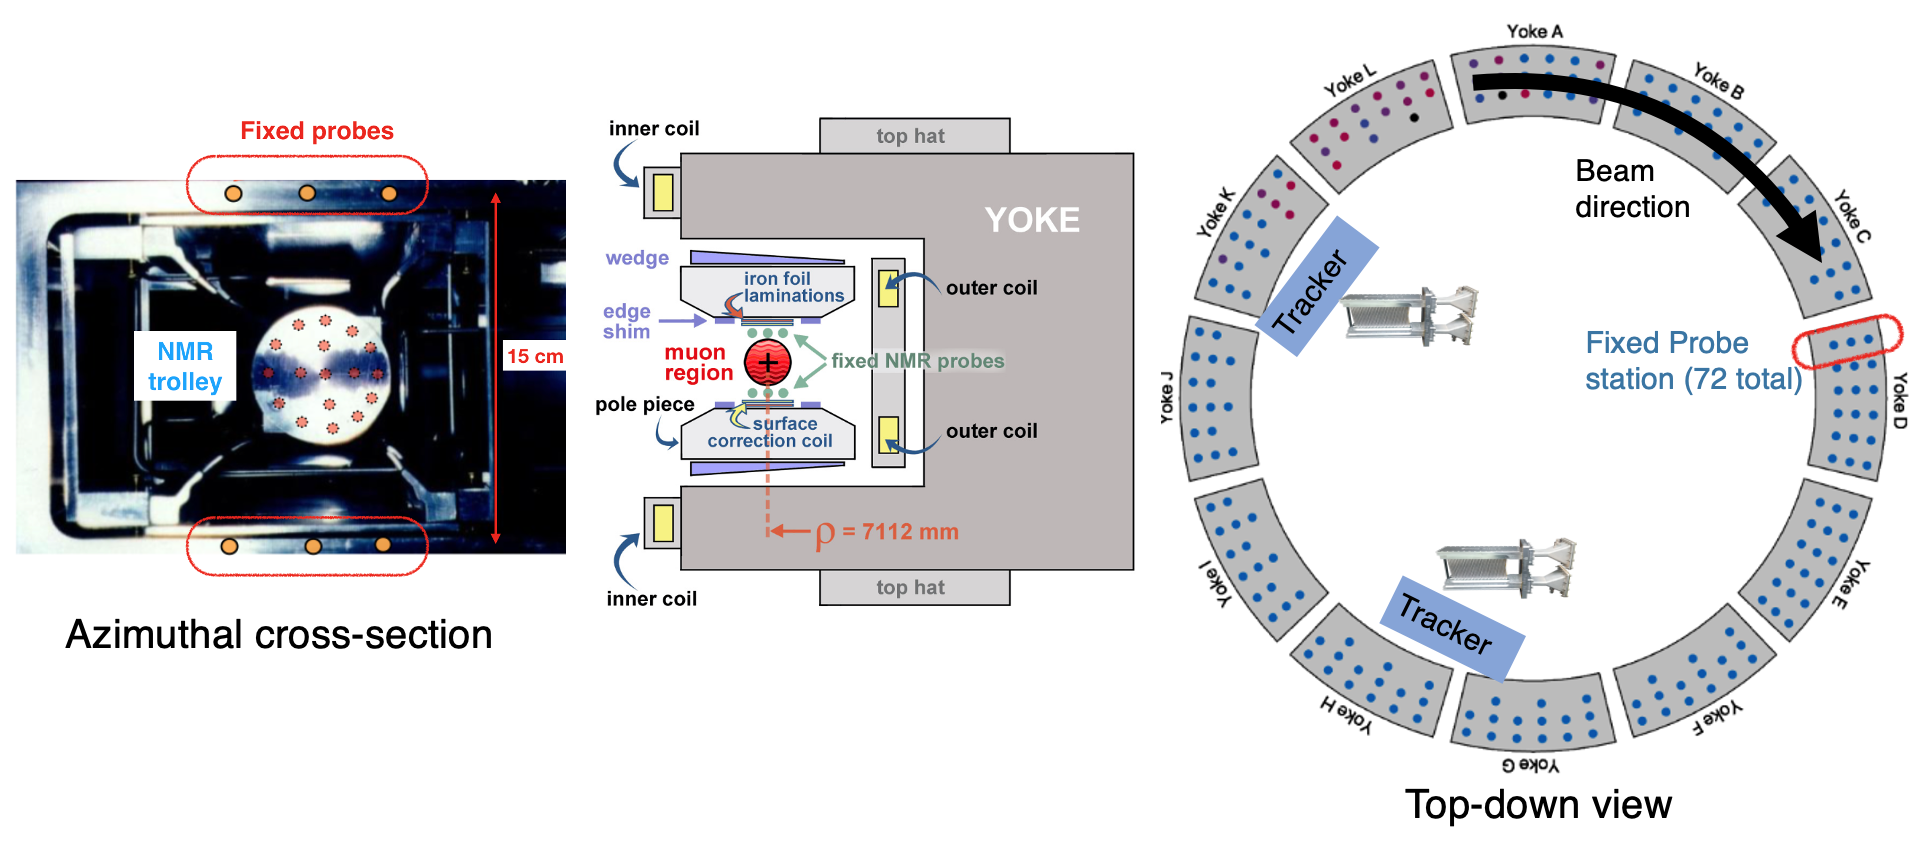 Fixed probes
NMR
trolley
15 cm
Azimuthal cross-section
inner coil
top hat
YOKE
wedge
iron foil
laminations
edge
shim
outer coil
muon
region
fixed NMR probes
pole piece
surface
correction coil
outer coil
ρ = 7112 mm
inner coil
top hat
Yoke A
Yoke B
Yoke C
Yoke D
Yoke E
Yoke F
Yoke G
Yoke H
Yoke I
Yoke J
Yoke K
Yoke L
Beam
direction
Tracker
Fixed Probe
station (72 total)
Tracker
Top-down view